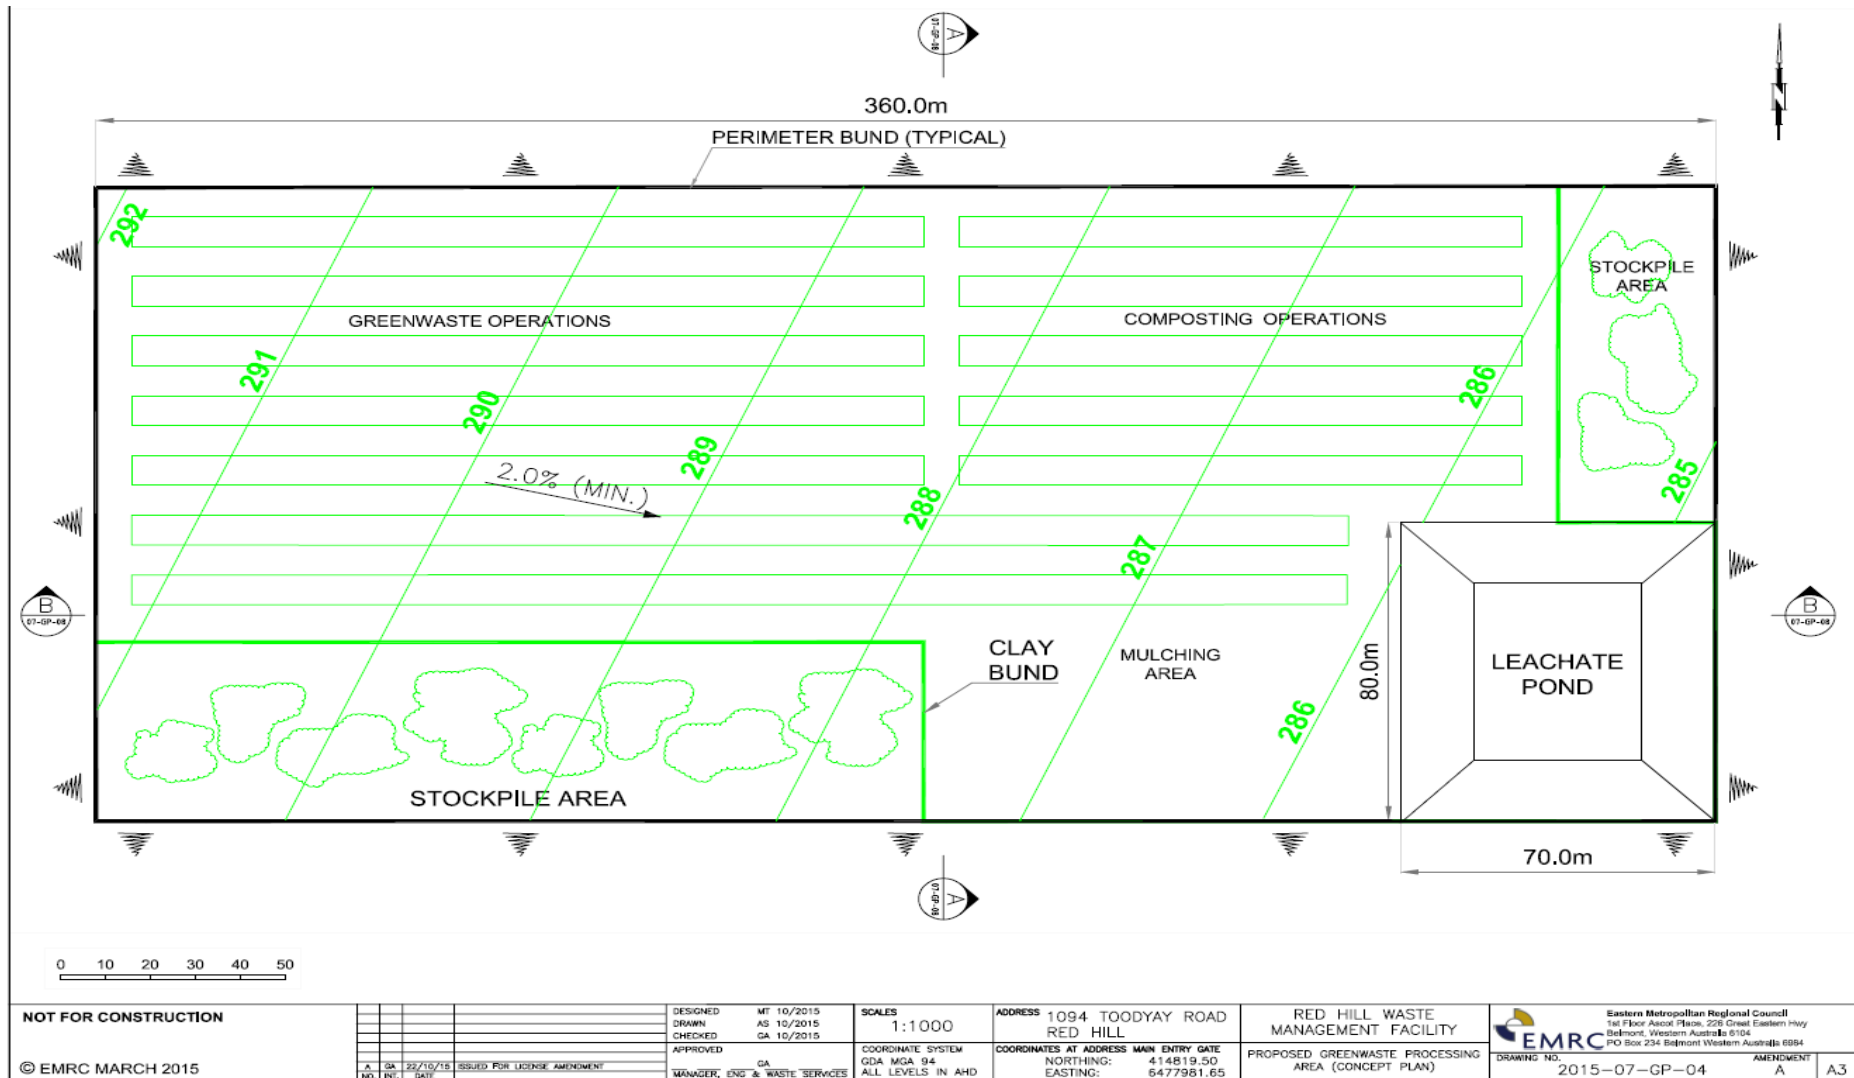 A
07-GP-08
360.0m
N
PERIMETER BUND (TYPICAL)
292
STOCKPILE
AREA
GREENWASTE OPERATIONS
COMPOSTING OPERATIONS
291
290
286
289
285
2.0% (MIN.)
288
287
B
07-GP-08
B
07-GP-08
CLAY
BUND
MULCHING
AREA
80.0m
LEACHATE
POND
286
STOCKPILE AREA
70.0m
A
07-GP-08
0 10 20 30 40 50
NOT FOR CONSTRUCTION
© EMRC MARCH 2015
A GA 22/10/15 ISSUED FOR LICENSE AMENDMENT
NO. INT. DATE
DESIGNED MT 10/2015
DRAWN AS 10/2015
CHECKED GA 10/2015
APPROVED
GA
MANAGER, ENG & WASTE SERVICES
SCALES
1:1000
COORDINATE SYSTEM
GDA MGA 94
ALL LEVELS IN AHD
ADDRESS 1094 TOODYAY ROAD
RED HILL
COORDINATES AT ADDRESS MAIN ENTRY GATE
NORTHING: 414819.50
EASTING: 6477981.65
RED HILL WASTE
MANAGEMENT FACILITY
PROPOSED GREENWASTE PROCESSING
AREA (CONCEPT PLAN)
EMRC
Eastern Metropolitan Regional Council
1st Floor Ascot Place, 226 Great Eastern Hwy
Belmont, Western Australia 6104
PO Box 234 Belmont Western Australia 6984
DRAWING NO.
2015-07-GP-04
AMENDMENT
A
A3